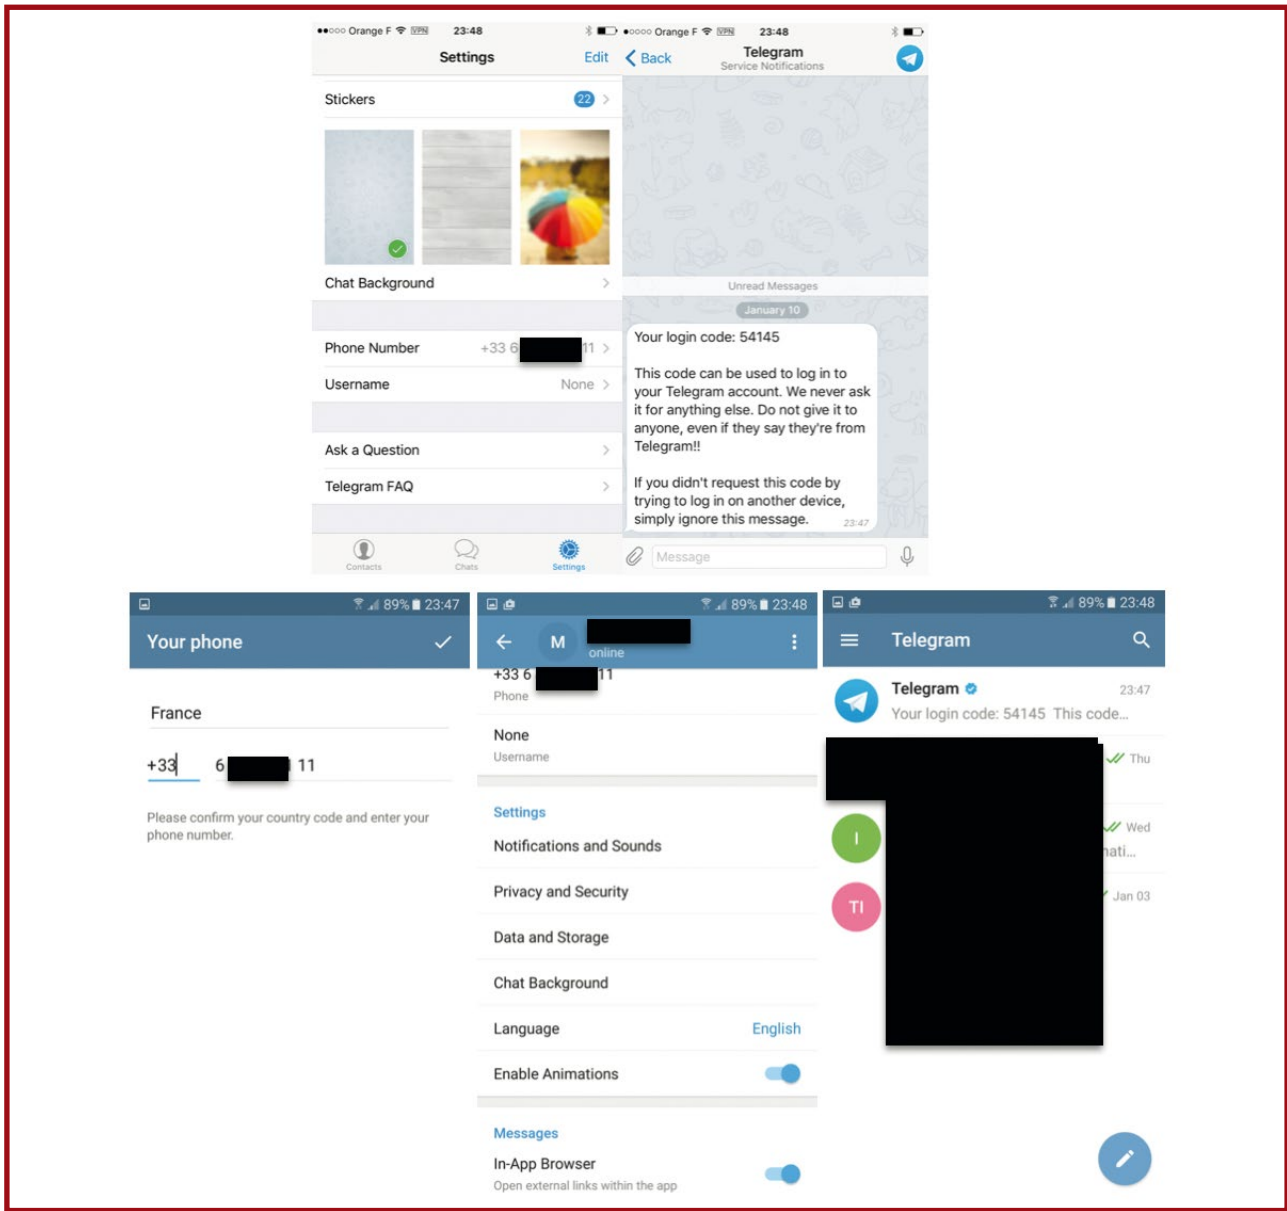 Orange F VPN 23:48
Settings Edit
Stickers 22
Chat Background
Phone Number +33 6 11
Username None
Ask a Question
Telegram FAQ
Contacts Chats Settings
Orange F VPN 23:48
Back Telegram
Service Notifications
Unread Messages
January 10
Your login code: 54145
This code can be used to log in to
your Telegram account. We never ask
it for anything else. Do not give it to
anyone, even if they say they're from
Telegram!!
If you didn't request this code by
trying to log in on another device,
simply ignore this message. 23:47
Message
89% 23:47
Your phone
France
+33 6 11
Please confirm your country code and enter your
phone number.
89% 23:48
M
online
+33 6 11
Phone
None
Username
Settings
Notifications and Sounds
Privacy and Security
Data and Storage
Chat Background
Language English
Enable Animations
Messages
In-App Browser
Open external links within the app
89% 23:48
Telegram
Telegram 23:47
Your login code: 54145 This code...
Thu
I Wed
TI Jan 03